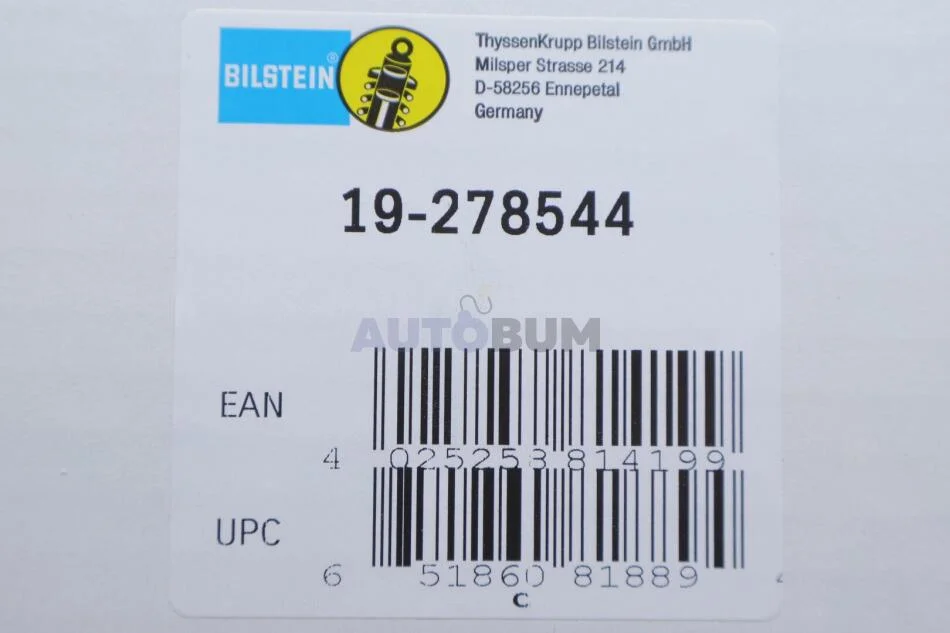 BILSTEIN®
ThyssenKrupp Bilstein GmbH
Milsper Strasse 214
D-58256 Ennepetal
Germany
19-278544
AUTOBUM
EAN
4 025258 814199
UPC
6 51860 81889 4
C